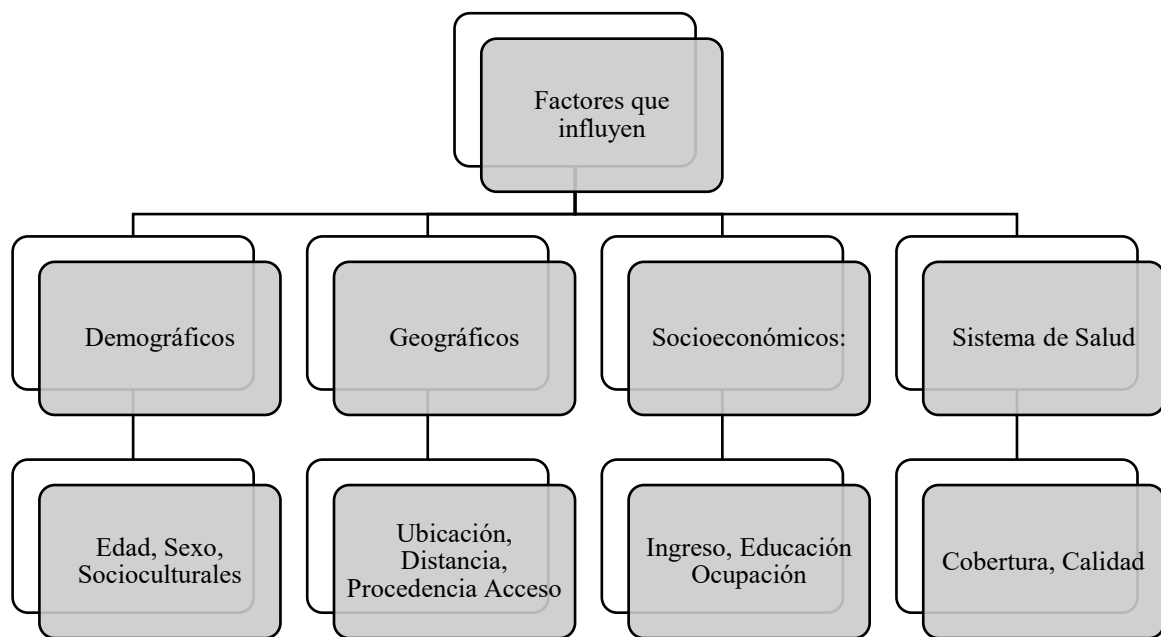 Factores que
influyen
Demográficos
Geográficos
Socioeconómicos:
Sistema de Salud
Edad, Sexo,
Socioculturales
Ubicación,
Distancia,
Procedencia Acceso
Ingreso, Educación
Ocupación
Cobertura, Calidad